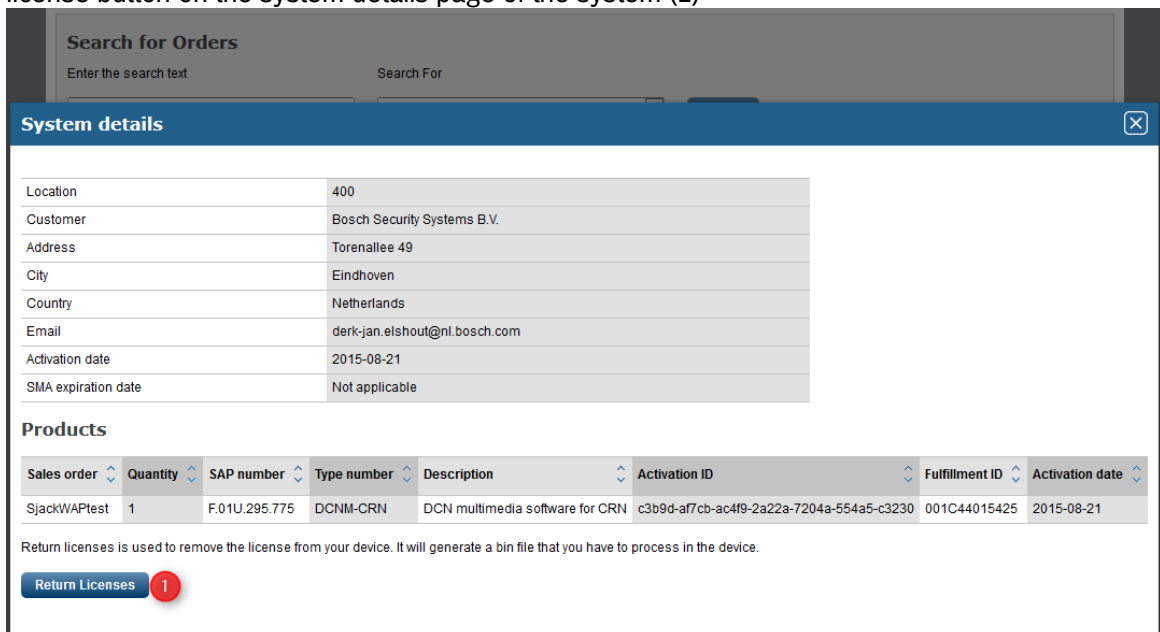 license button on the system details page of the system (1)
Search for Orders
Enter the search text Search For
System details
Location 400
Customer Bosch Security Systems B.V.
Address Torenallee 49
City Eindhoven
Country Netherlands
Email derk-jan.elshout@nl.bosch.com
Activation date 2015-08-21
SMA expiration date Not applicable
Products
Sales order Quantity SAP number Type number Description Activation ID Fulfillment ID Activation date
SjackWAPtest 1 F.01U.295.775 DCNM-CRN DCN multimedia software for CRN c3b9d-af7cb-ac4f9-2a22a-7204a-554a5-c3230 001C44015425 2015-08-21
Return licenses is used to remove the license from your device. It will generate a bin file that you have to process in the device.
Return Licenses 1